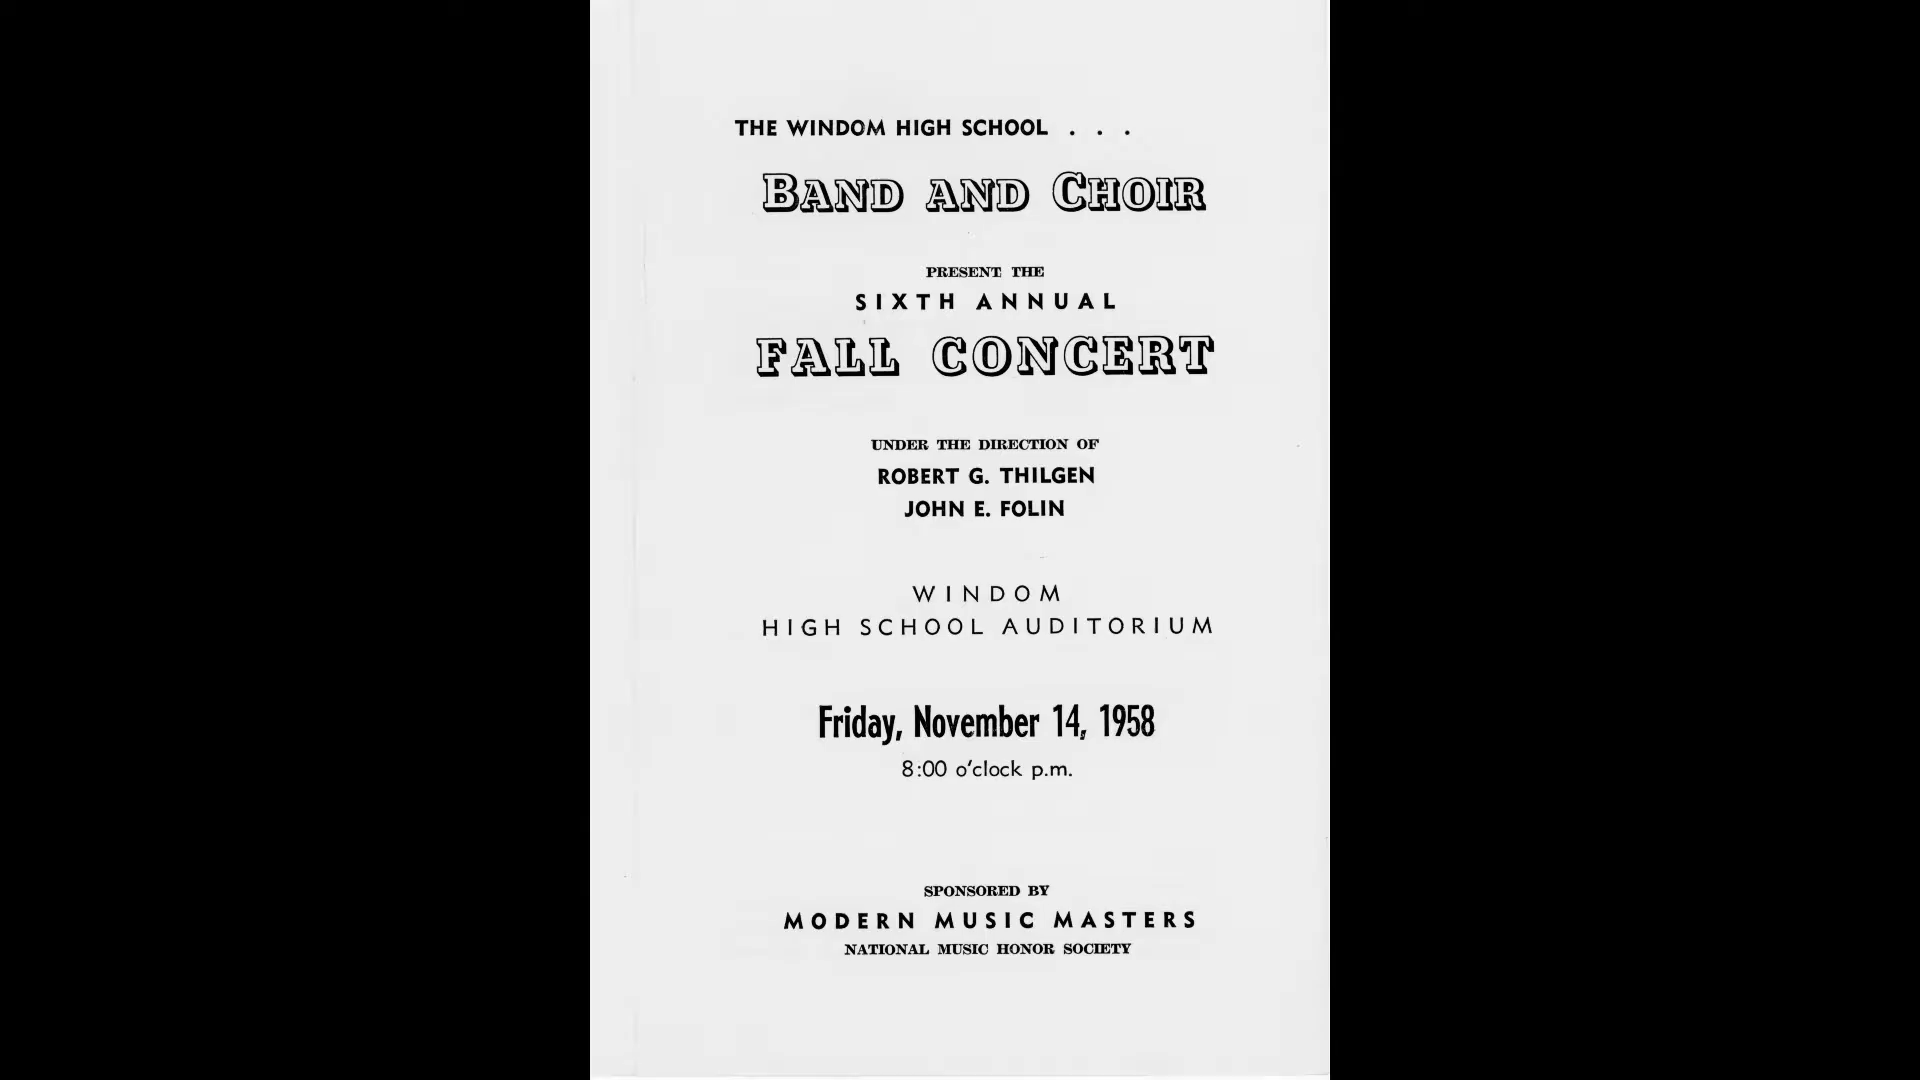 THE WINDOM HIGH SCHOOL . . .
BAND AND CHOIR
PRESENT THE
SIXTH ANNUAL
FALL CONCERT
UNDER THE DIRECTION OF
ROBERT G. THILGEN
JOHN E. FOLIN
WINDOM
HIGH SCHOOL AUDITORIUM
Friday, November 14, 1958
8:00 o'clock p.m.
SPONSORED BY
MODERN MUSIC MASTERS
NATIONAL MUSIC HONOR SOCIETY